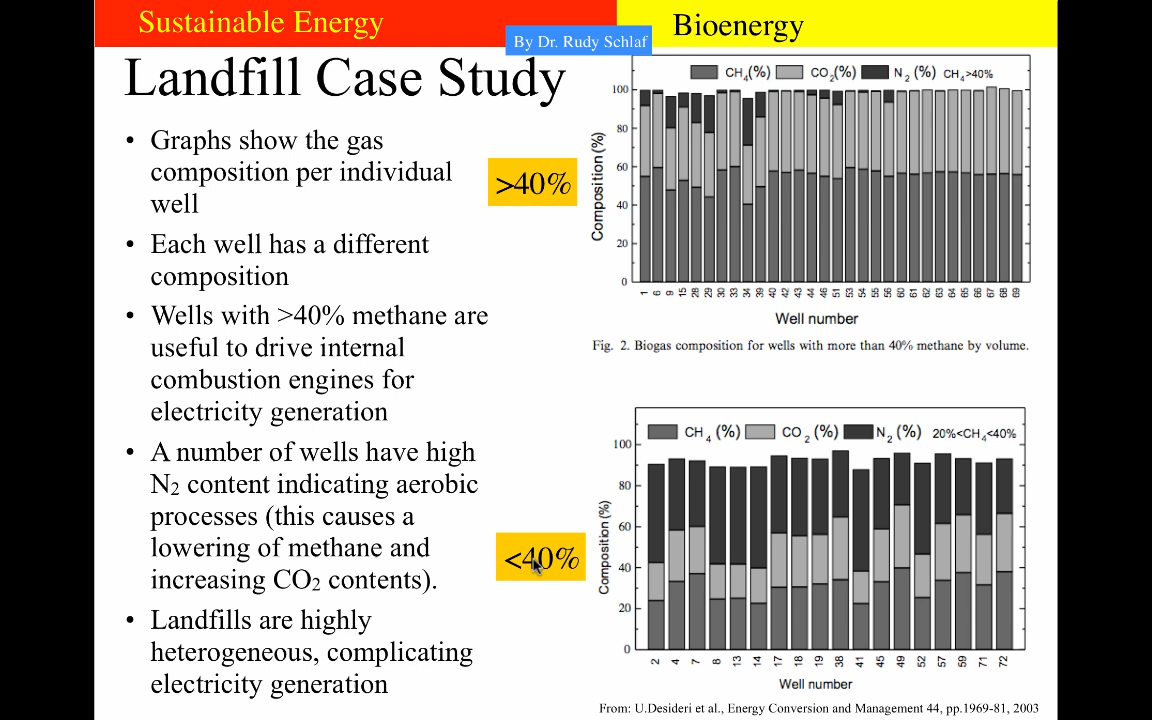 Sustainable Energy
Bioenergy
By Dr. Rudy Schlaf
Landfill Case Study
• Graphs show the gas
composition per individual
well
• Each well has a different
composition
• Wells with >40% methane are
useful to drive internal
combustion engines for
electricity generation
• A number of wells have high
N2 content indicating aerobic
processes (this causes a
lowering of methane and
increasing CO2 contents).
• Landfills are highly
heterogeneous, complicating
electricity generation
>40%
<40%
CH4(%) CO2(%) N2 (%) CH4>40%
Composition (%)
100
80
60
40
20
0
1 6 9 15 28 29 30 33 34 39 40 42 43 44 46 51 53 54 55 56 60 61 62 63 64 65 66 67 68 69
Well number
Fig. 2. Biogas composition for wells with more than 40% methane by volume.
CH4 (%) CO2 (%) N2 (%) 20%<CH4<40%
Composition (%)
100
80
60
40
20
0
2 4 7 8 13 14 17 18 19 38 41 45 49 52 57 59 71 72
Well number
From: U.Desideri et al., Energy Conversion and Management 44, pp.1969-81, 2003